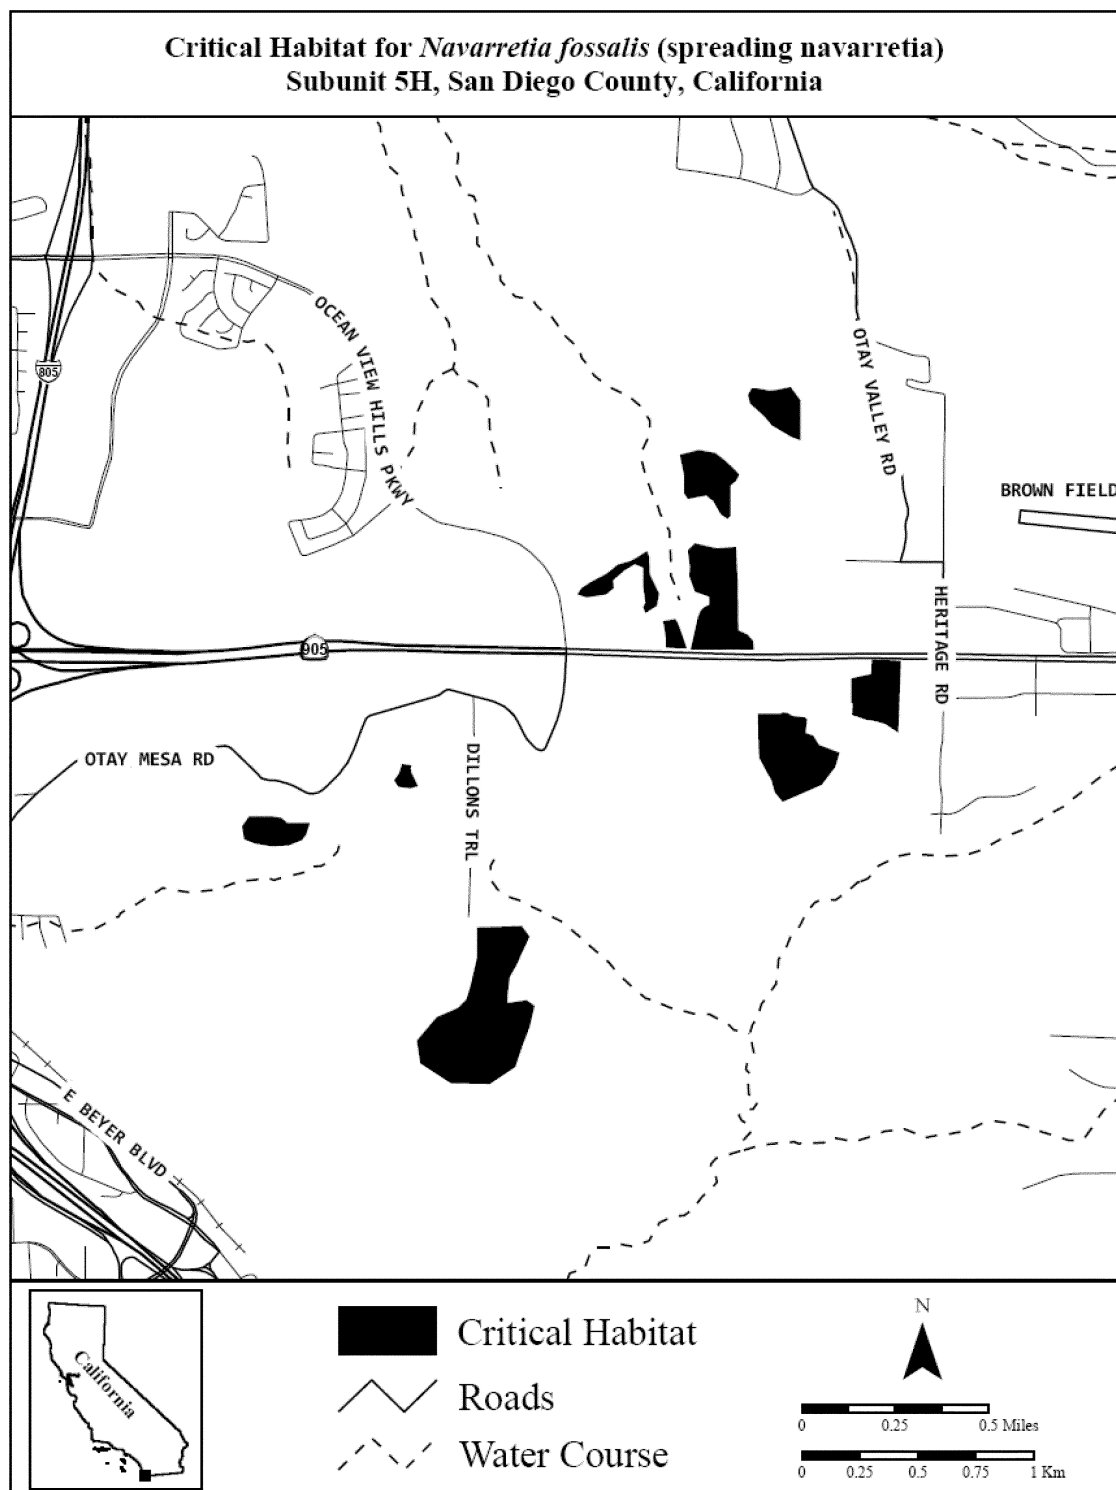 Critical Habitat for Navarretia fossalis (spreading navarretia)
Subunit 5H, San Diego County, California
OCEAN VIEW HILLS PKWY
805
OTAY VALLEY RD
BROWN FIELD
HERITAGE RD
905
OTAY MESA RD
DILLONS TRL
E BEYER BLVD
California
Critical Habitat
Roads
Water Course
N
0 0.25 0.5 Miles
0 0.25 0.5 0.75 1 Km